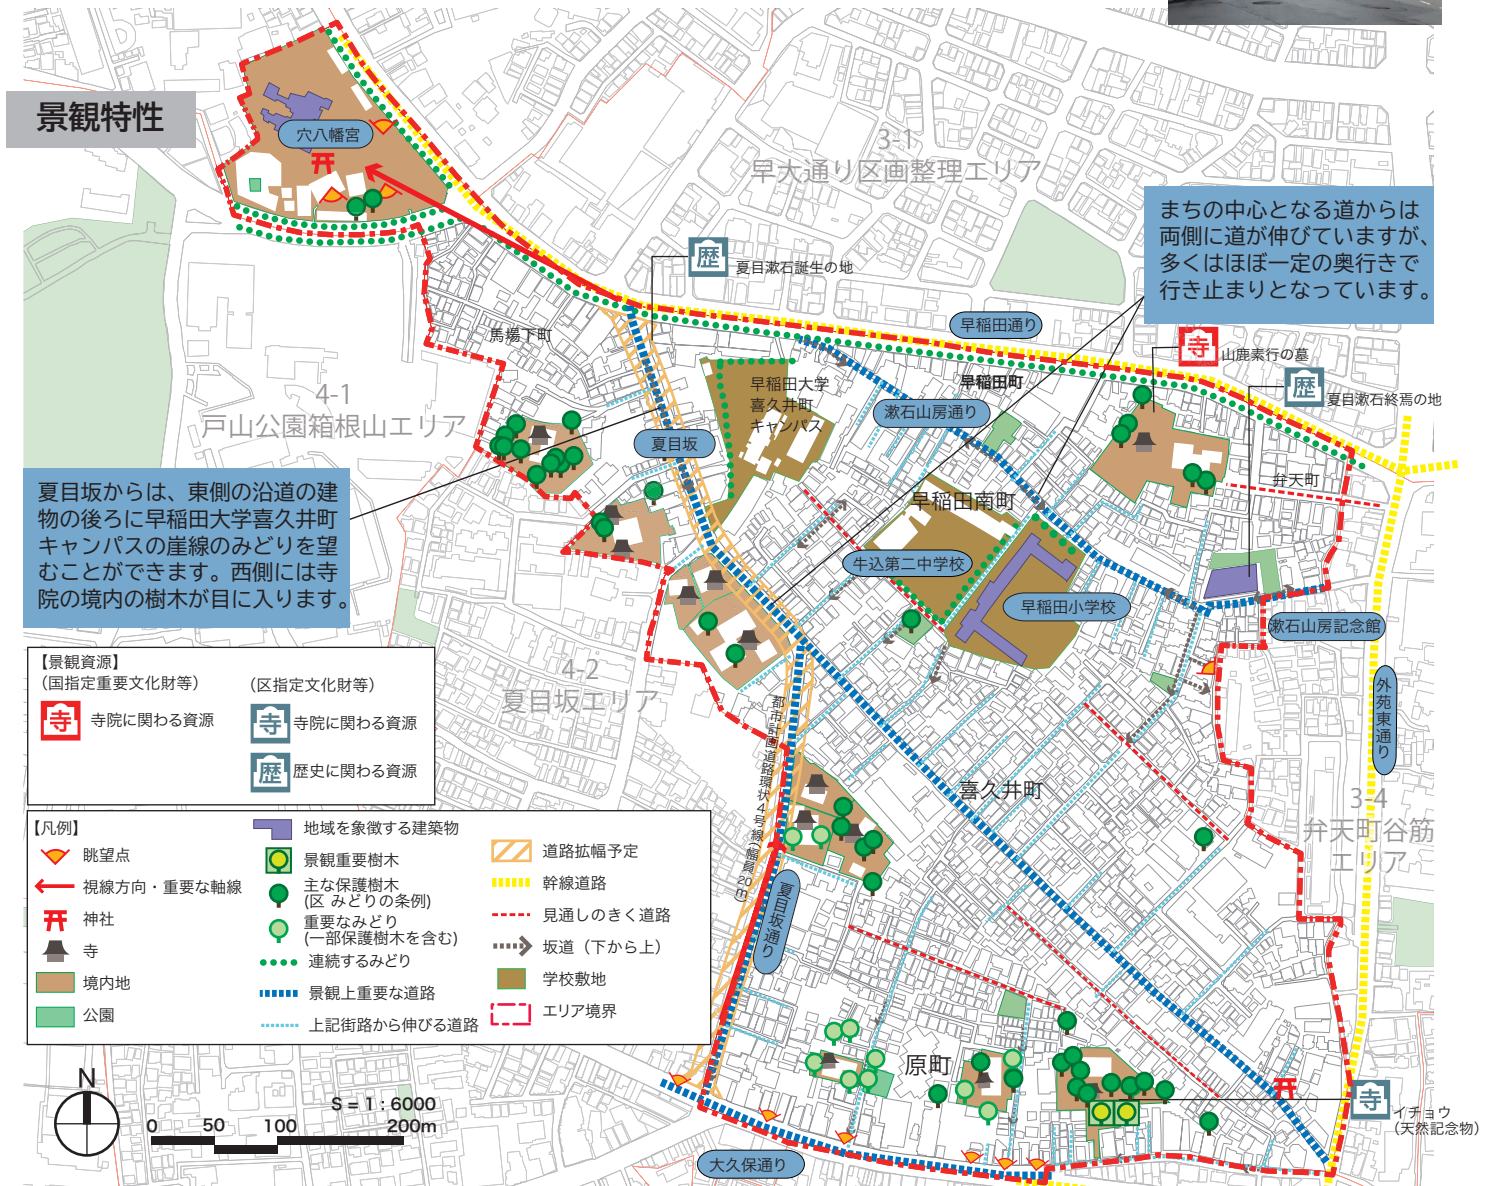 景観特性
穴八幡宮
3-1
早大通り区画整理エリア
まちの中心となる道からは
両側に道が伸びていますが、
多くはほぼ一定の奥行きで
行き止まりとなっています。
歴
夏目漱石誕生の地
早稲田通り
馬場下町
寺
山鹿素行の墓
歴
夏目漱石終焉の地
早稲田大学
喜久井町
キャンパス
早稲田町
漱石山房通り
4-1
戸山公園箱根山エリア
夏目坂
弁天町
早稲田南町
夏目坂からは、東側の沿道の建
物の後ろに早稲田大学喜久井町
キャンパスの崖線のみどりを望
むことができます。西側には寺
院の境内の樹木が目に入ります。
牛込第二中学校
早稲田小学校
漱石山房記念館
4-2
夏目坂エリア
外苑東通り
都市計画道路環状4号線(幅員20m)
喜久井町
3-4
弁天町谷筋
エリア
夏目坂通り
原町
寺
イチョウ
(天然記念物)
大久保通り
【景観資源】
(国指定重要文化財等)
(区指定文化財等)
寺
寺院に関わる資源
寺
寺院に関わる資源
歴
歴史に関わる資源
【凡例】
眺望点
視線方向・重要な軸線
神社
寺
境内地
公園
地域を象徴する建築物
景観重要樹木
主な保護樹木
(区 みどりの条例)
重要なみどり
(一部保護樹木を含む)
連続するみどり
景観上重要な道路
上記街路から伸びる道路
道路拡幅予定
幹線道路
見通しのきく道路
坂道（下から上）
学校敷地
エリア境界
N
S = 1 : 6000
0 50 100 200m